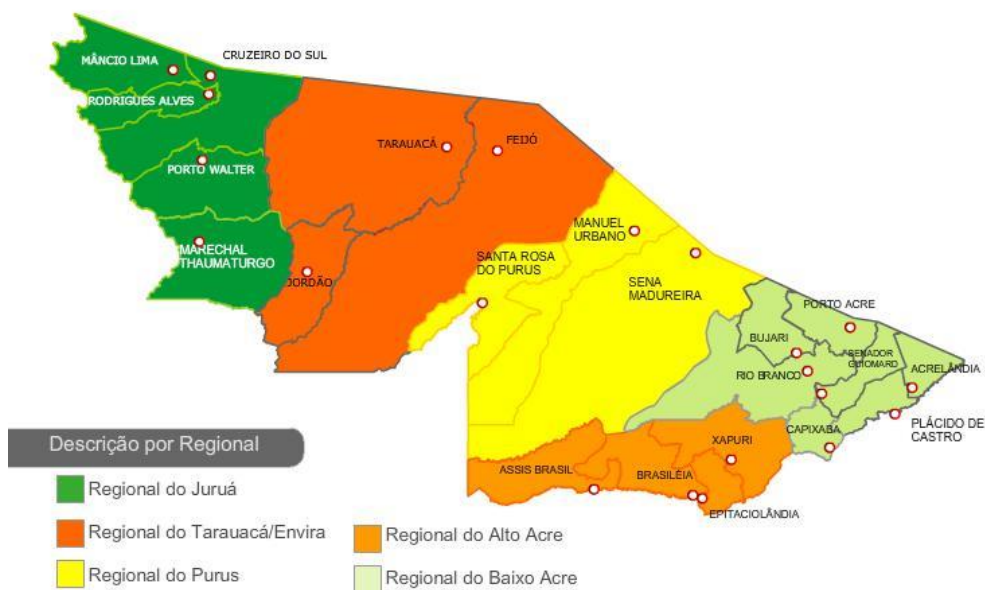 MÂNCIO LIMA
CRUZEIRO DO SUL
RODRIGUES ALVES
PORTO WALTER
MARECHAL
THAUMATURGO
TARAUACÁ
FEIJÓ
JORDÃO
MANUEL
URBANO
SANTA ROSA
DO PURUS
SENA
MADUREIRA
PORTO ACRE
BUJARI
SENADOR
GUIOMARD
RIO BRANCO
ACRELÂNDIA
PLÁCIDO DE
CASTRO
CAPIXABA
XAPURI
ASSIS BRASIL
BRASILÉIA
EPITACIOLÂNDIA
Descrição por Regional
Regional do Juruá
Regional do Tarauacá/Envira
Regional do Purus
Regional do Alto Acre
Regional do Baixo Acre